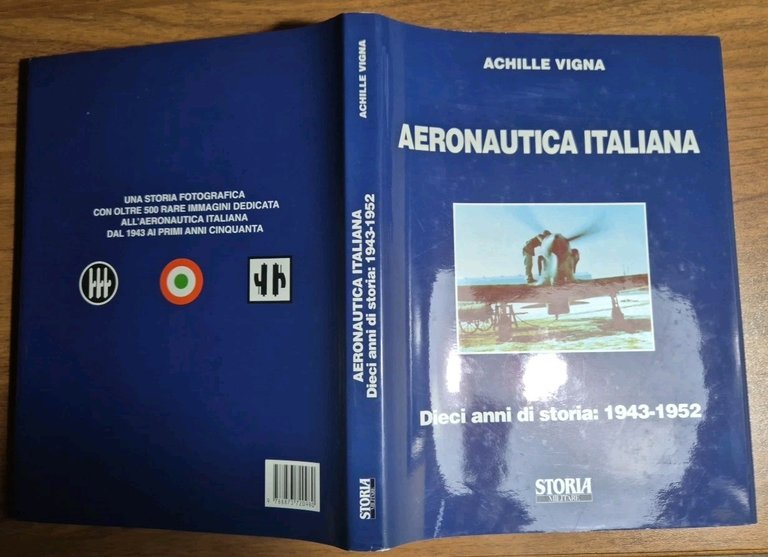 UNA STORIA FOTOGRAFICA
CON OLTRE 500 RARE IMMAGINI DEDICATA
ALL'AERONAUTICA ITALIANA
DAL 1943 AI PRIMI ANNI CINQUANTA
ACHILLE VIGNA
AERONAUTICA ITALIANA
Dieci anni di storia: 1943-1952
STORIA
MILITARE
ACHILLE VIGNA
AERONAUTICA ITALIANA
Dieci anni di storia: 1943-1952
STORIA
MILITARE